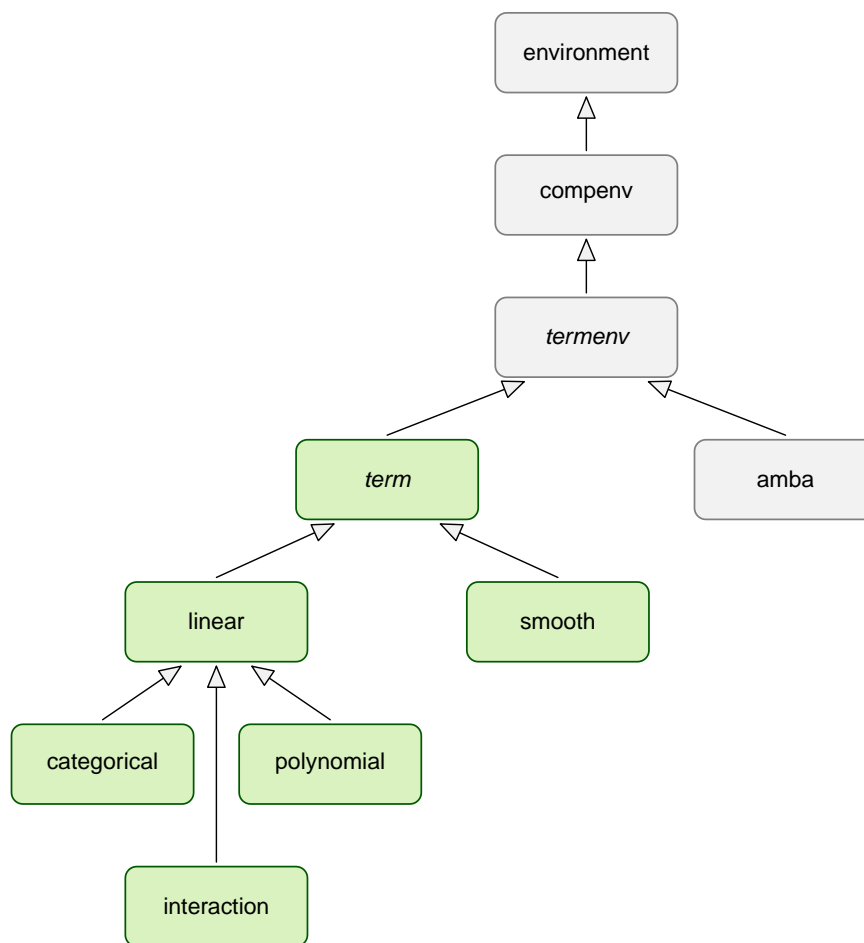 environment
compenv
termenv
term
amba
linear
smooth
categorical
polynomial
interaction